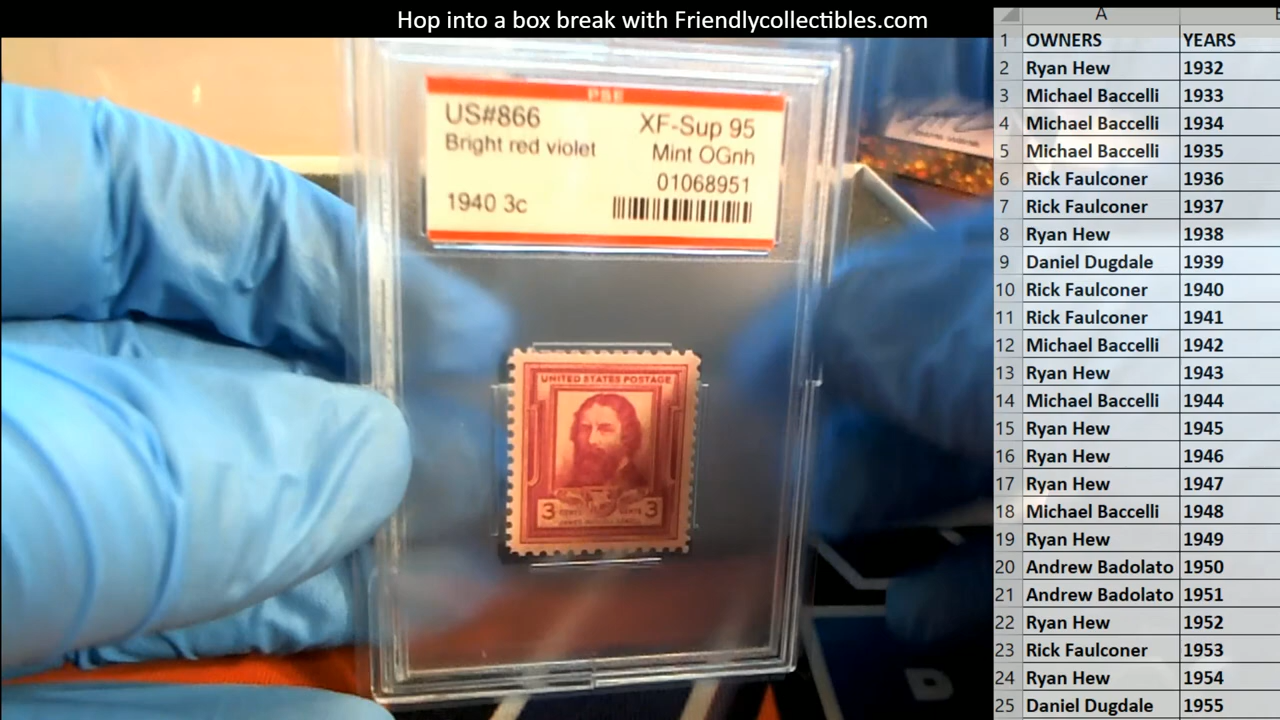 Hop into a box break with Friendlycollectibles.com
PSE
US#866
XF-Sup 95
Bright red violet
Mint OGnh
01068951
1940 3c
UNITED STATES POSTAGE
3 CENTS CENTS 3
A
1 OWNERS YEARS
2 Ryan Hew 1932
3 Michael Baccelli 1933
4 Michael Baccelli 1934
5 Michael Baccelli 1935
6 Rick Faulconer 1936
7 Rick Faulconer 1937
8 Ryan Hew 1938
9 Daniel Dugdale 1939
10 Rick Faulconer 1940
11 Rick Faulconer 1941
12 Michael Baccelli 1942
13 Ryan Hew 1943
14 Michael Baccelli 1944
15 Ryan Hew 1945
16 Ryan Hew 1946
17 Ryan Hew 1947
18 Michael Baccelli 1948
19 Ryan Hew 1949
20 Andrew Badolato 1950
21 Andrew Badolato 1951
22 Ryan Hew 1952
23 Rick Faulconer 1953
24 Ryan Hew 1954
25 Daniel Dugdale 1955